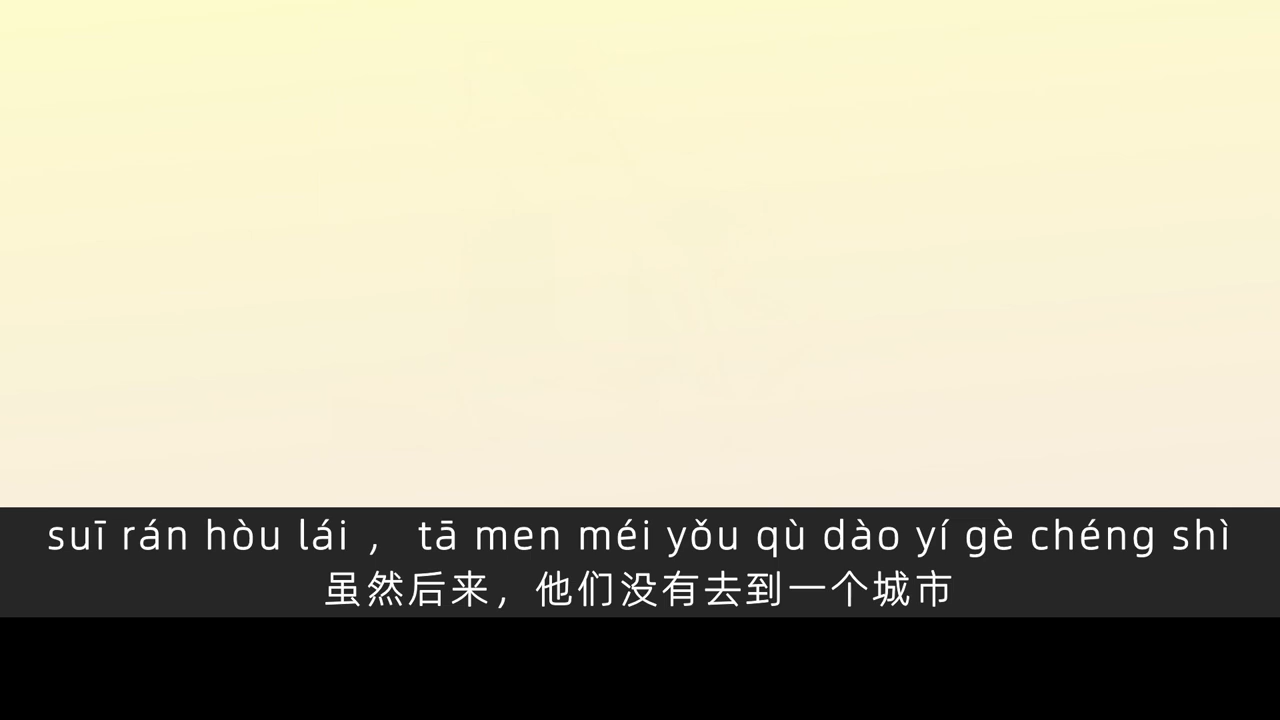 suī rán hòu lái ， tā men méi yǒu qù dào yí gè chéng shì
虽然后来，他们没有去到一个城市